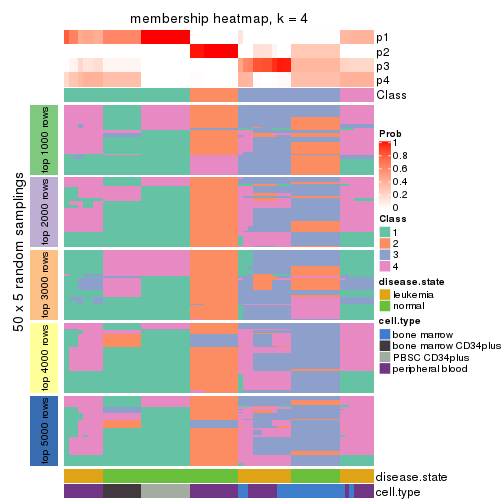 membership heatmap, k = 4
p1
p2
p3
p4
Class
50 x 5 random samplings
top 1000 rows
top 2000 rows
top 3000 rows
top 4000 rows
top 5000 rows
disease.state
cell.type
Prob
1
0.8
0.6
0.4
0.2
0
Class
1
2
3
4
disease.state
leukemia
normal
cell.type
bone marrow
bone marrow CD34plus
PBSC CD34plus
peripheral blood